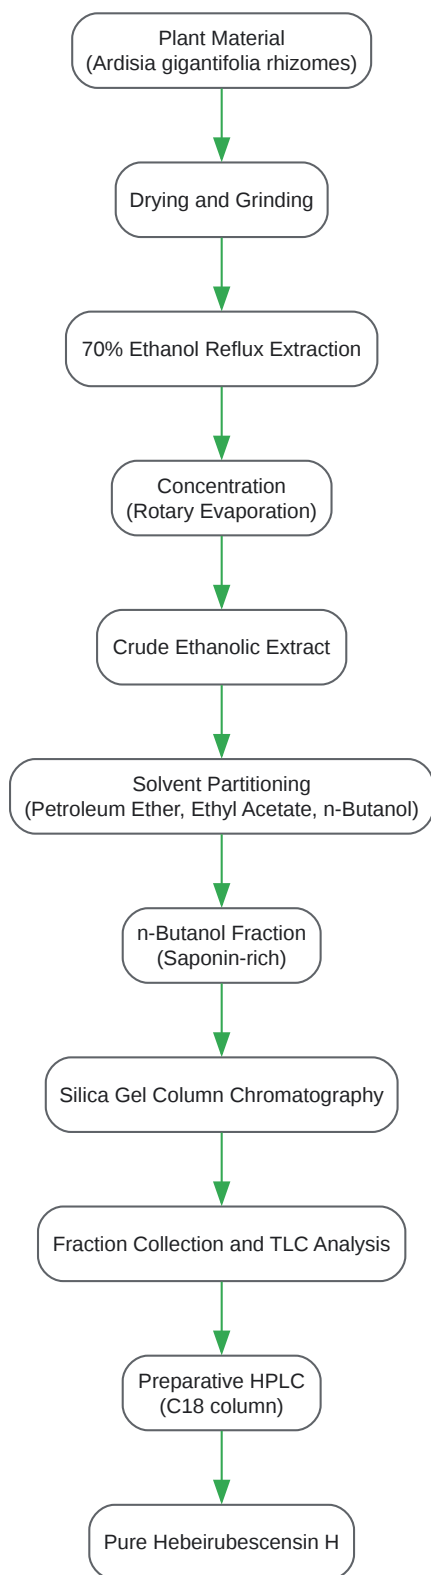 Plant Material
(Ardisia gigantifolia rhizomes)
Drying and Grinding
70% Ethanol Reflux Extraction
Concentration
(Rotary Evaporation)
Crude Ethanolic Extract
Solvent Partitioning
(Petroleum Ether, Ethyl Acetate, n-Butanol)
n-Butanol Fraction
(Saponin-rich)
Silica Gel Column Chromatography
Fraction Collection and TLC Analysis
Preparative HPLC
(C18 column)
Pure Hebeirubescensin H